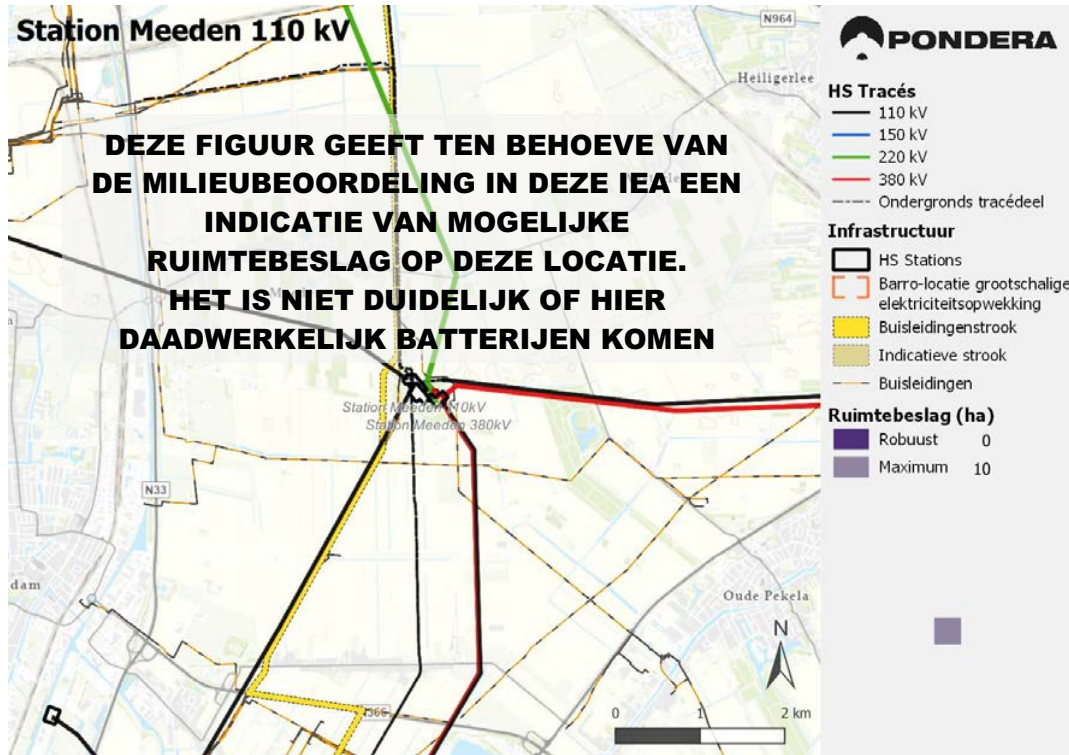 Station Meeden 110 kV
N964
Heiligerlee
DEZE FIGUUR GEEFT TEN BEHOEVE VAN
DE MILIEUBEOORDELING IN DEZE IEA EEN
INDICATIE VAN MOGELIJKE
RUIMTEBESLAG OP DEZE LOCATIE.
HET IS NIET DUIDELIJK OF HIER
DAADWERKELIJK BATTERIJEN KOMEN
Station Meeden 110kV
Station Meeden 380kV
N33
dam
Oude Pekela
N366
N
0 1 2 km
PONDERA
HS Tracés
110 kV
150 kV
220 kV
380 kV
Ondergronds tracédeel
Infrastructuur
HS Stations
Barro-locatie grootschalige
elektriciteitsopwekking
Buisleidingenstrook
Indicatieve strook
Buisleidingen
Ruimtebeslag (ha)
Robuust 0
Maximum 10